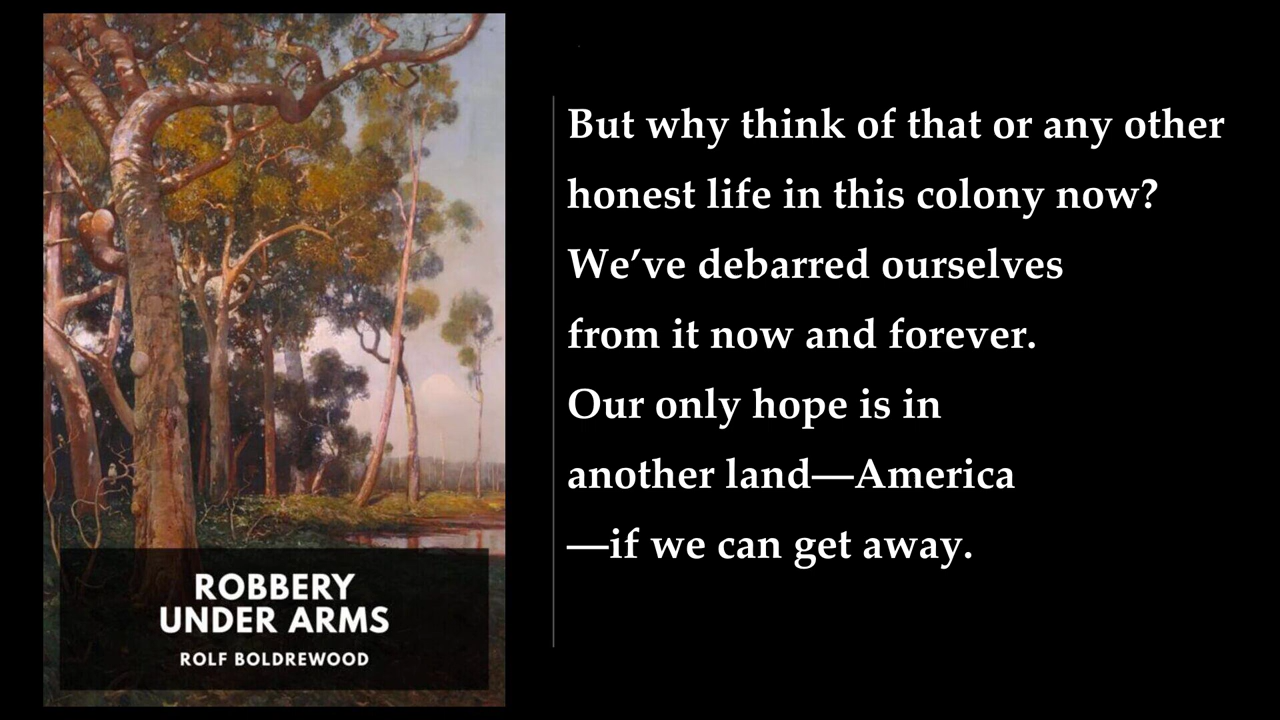 ROBBERY
UNDER ARMS
ROLF BOLDREWOOD
But why think of that or any other
honest life in this colony now?
We’ve debarred ourselves
from it now and forever.
Our only hope is in
another land—America
—if we can get away.